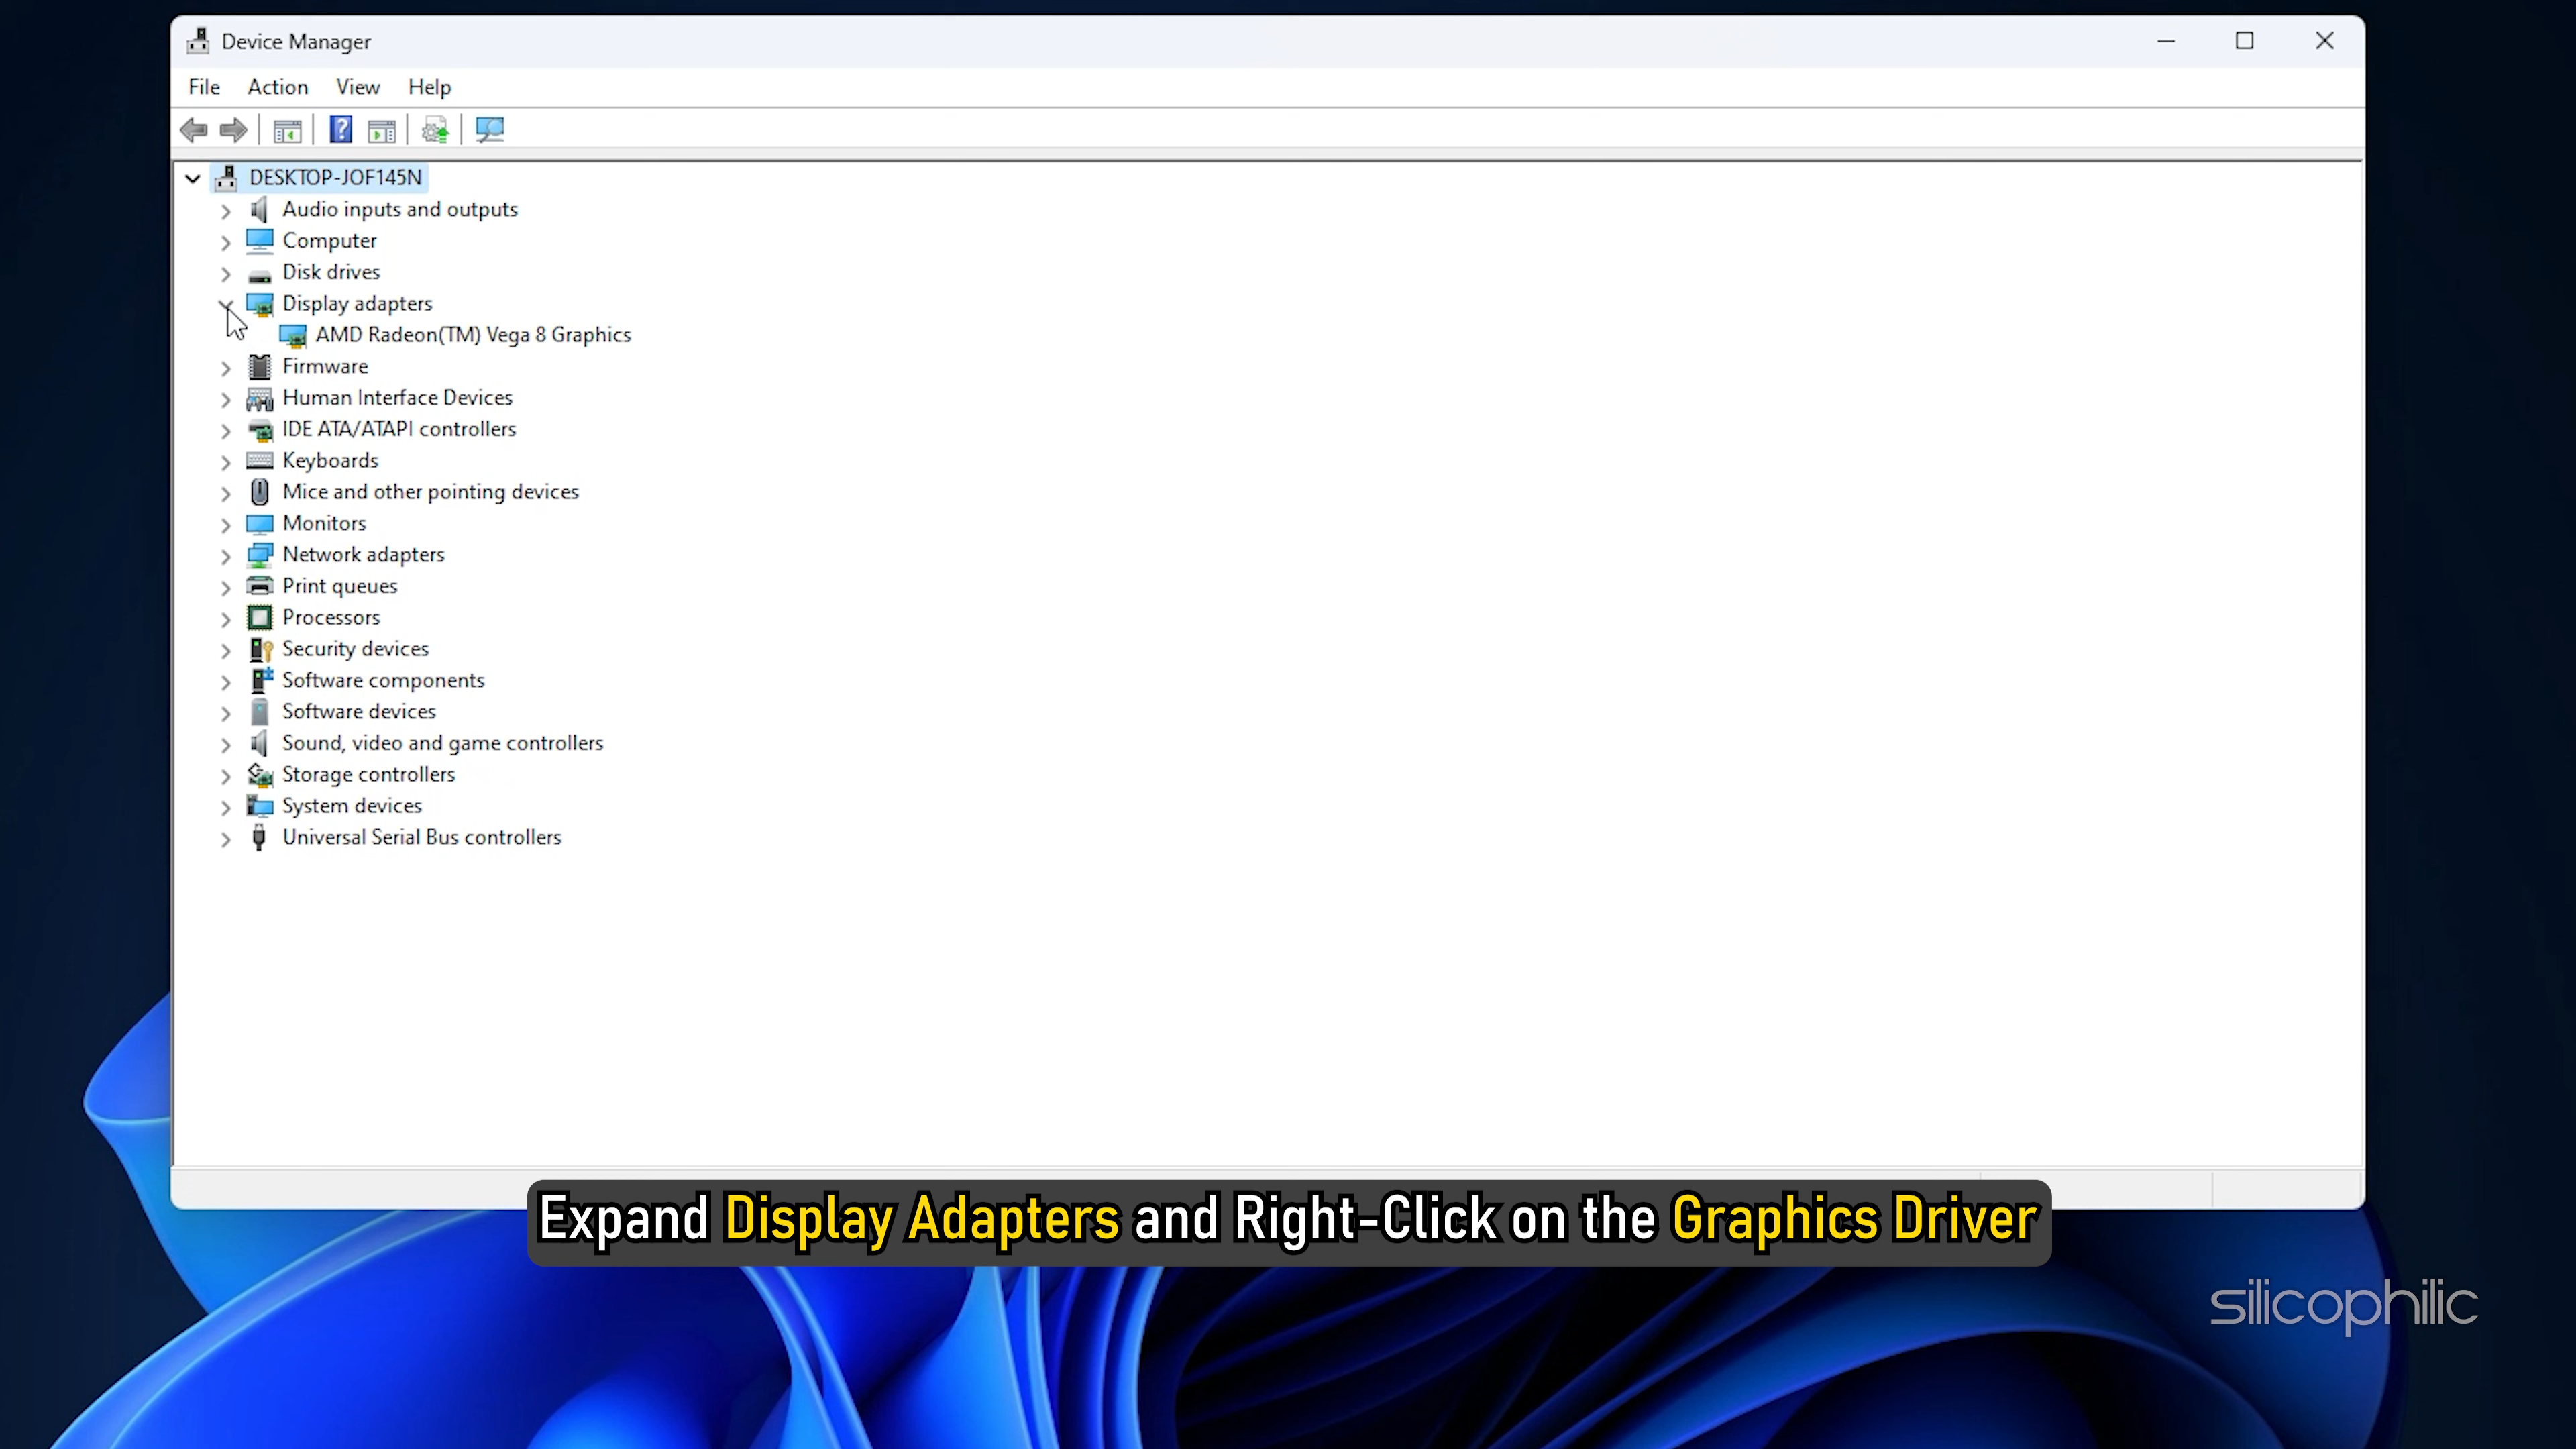 Device Manager
File Action View Help
DESKTOP-JOF145N
Audio inputs and outputs
Computer
Disk drives
Display adapters
AMD Radeon(TM) Vega 8 Graphics
Firmware
Human Interface Devices
IDE ATA/ATAPI controllers
Keyboards
Mice and other pointing devices
Monitors
Network adapters
Print queues
Processors
Security devices
Software components
Software devices
Sound, video and game controllers
Storage controllers
System devices
Universal Serial Bus controllers
Expand Display Adapters and Right-Click on the Graphics Driver
silicophilic